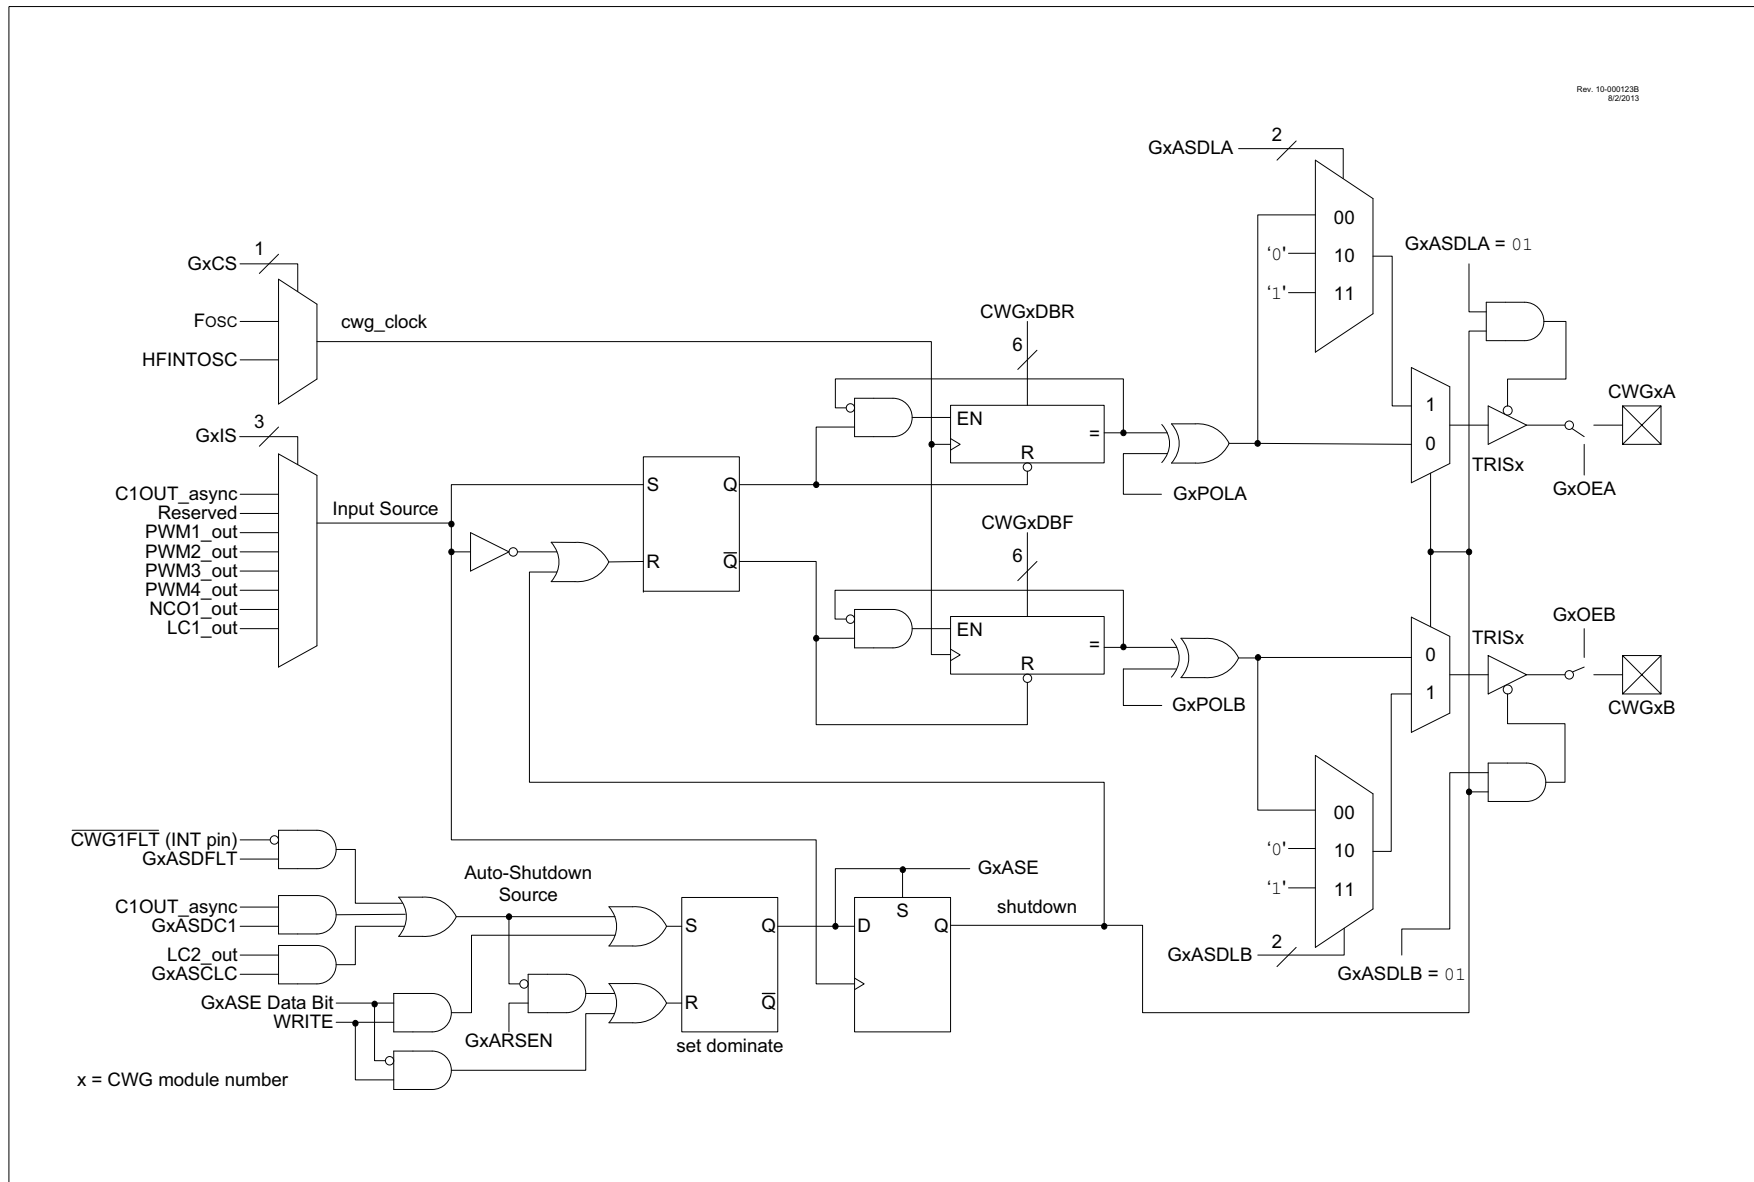 Rev. 10-000123B
8/2/2013
GxASDLA
2
00
'0'
10
'1'
11
GxASDLA = 01
1
GxCS
FOSC
HFINTOSC
cwg_clock
CWGxDBR
6
EN
=
R
GxPOLA
1
0
TRISx
CWGxA
GxOEA
3
GxIS
C1OUT_async
Reserved
PWM1_out
PWM2_out
PWM3_out
PWM4_out
NCO1_out
LC1_out
Input Source
S
Q
R
Q̅
CWGxDBF
6
EN
=
R
GxPOLB
0
1
TRISx
GxOEB
CWGxB
00
'0'
10
'1'
11
GxASDLB
2
GxASDLB = 01
C̅W̅G̅1̅F̅L̅T̅ (INT pin)
GxASDFLT
C1OUT_async
GxASDC1
LC2_out
GxASCLC
GxASE Data Bit
WRITE
Auto-Shutdown
Source
GxARSEN
S
Q
R
Q̅
set dominate
GxASE
S
D
Q
shutdown
x = CWG module number